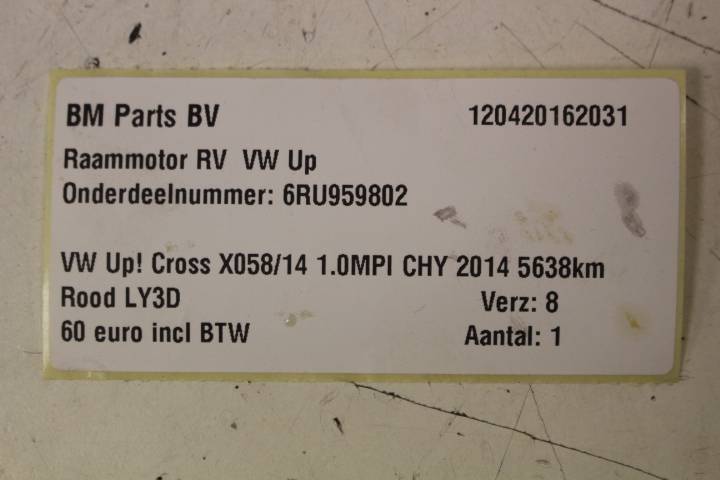 BM Parts BV 120420162031
Raammotor RV VW Up
Onderdeelnummer: 6RU959802
VW Up! Cross X058/14 1.0MPI CHY 2014 5638km
Rood LY3D Verz: 8
60 euro incl BTW Aantal: 1